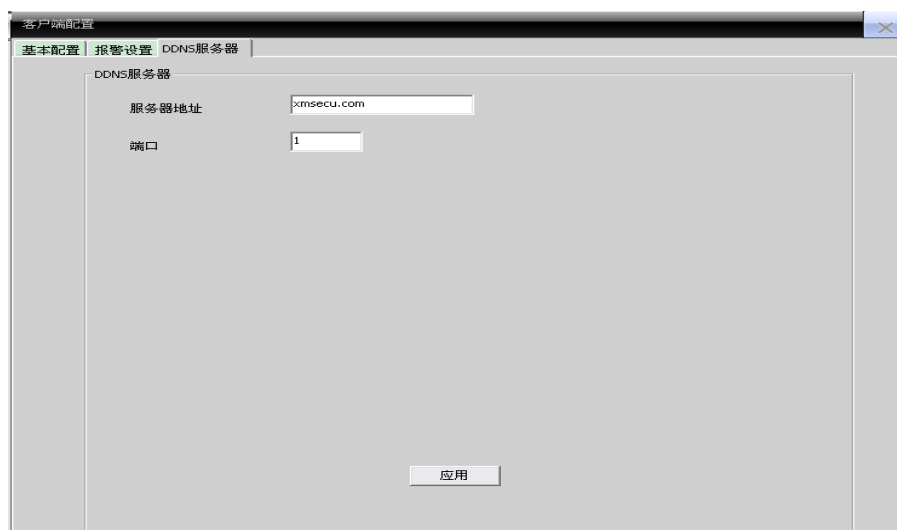 客户端配置
基本配置 报警设置 DDNS服务器
DDNS服务器
服务器地址 xmsecu.com
端口 1
应用